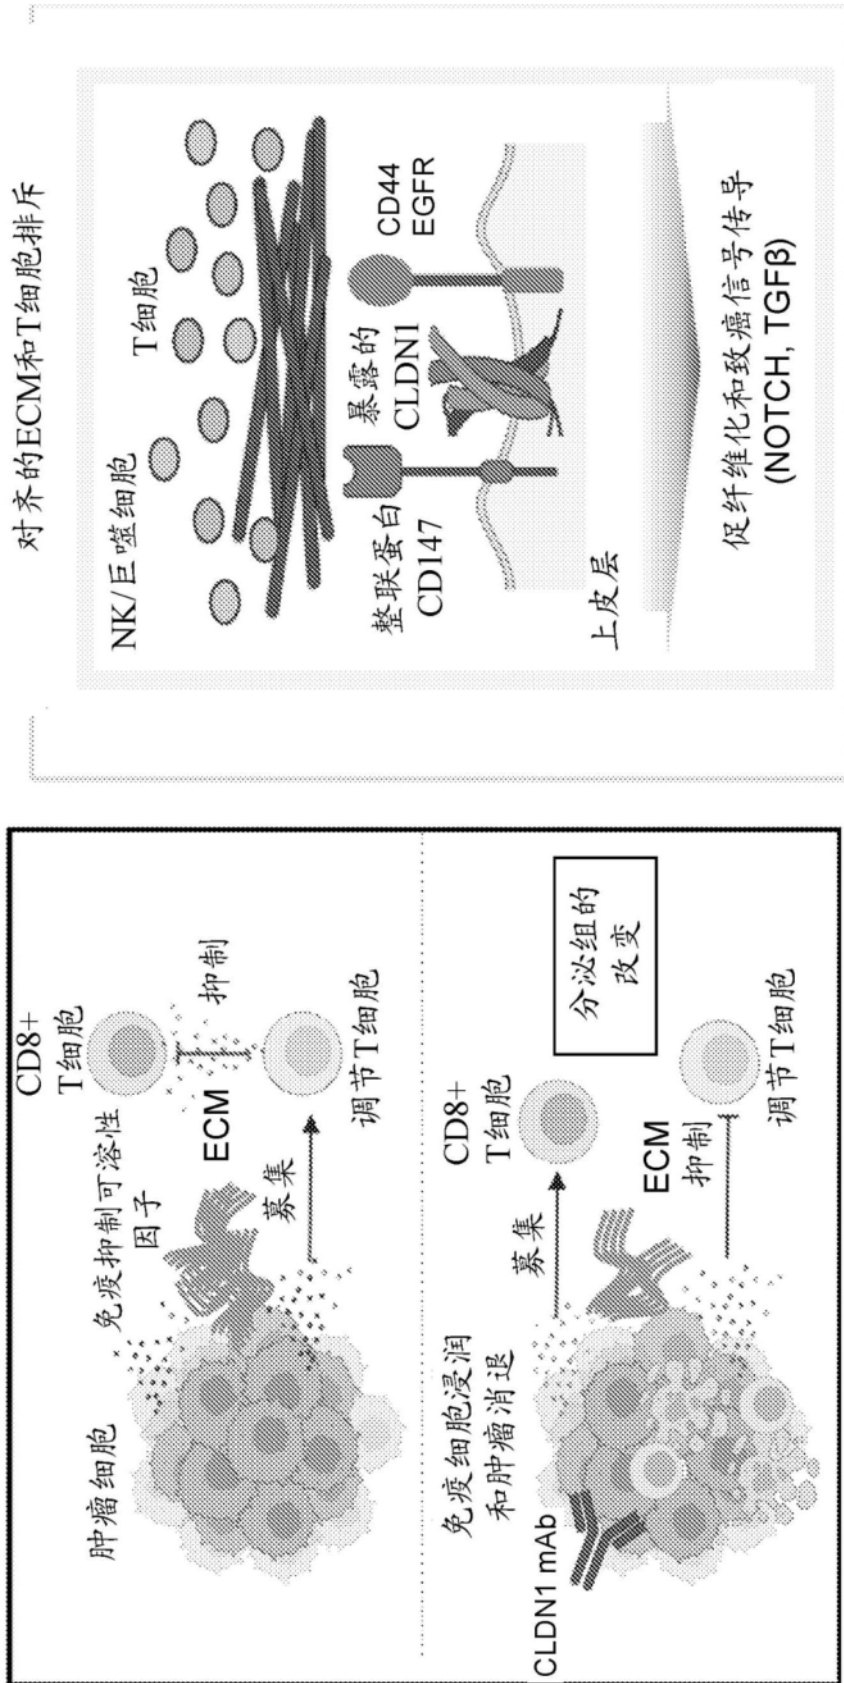 肿瘤细胞
免疫抑制可溶性
因子
ECM
募集
CD8+
T细胞
抑制
调节T细胞
免疫细胞浸润
和肿瘤消退
CLDN1 mAb
募集
CD8+
T细胞
ECM
抑制
分泌组的
改变
调节T细胞
对齐的ECM和T细胞排斥
NK/巨噬细胞
T细胞
整联蛋白
CD147
暴露的
CLDN1
CD44
EGFR
上皮层
促纤维化和致癌信号传导
(NOTCH, TGFβ)